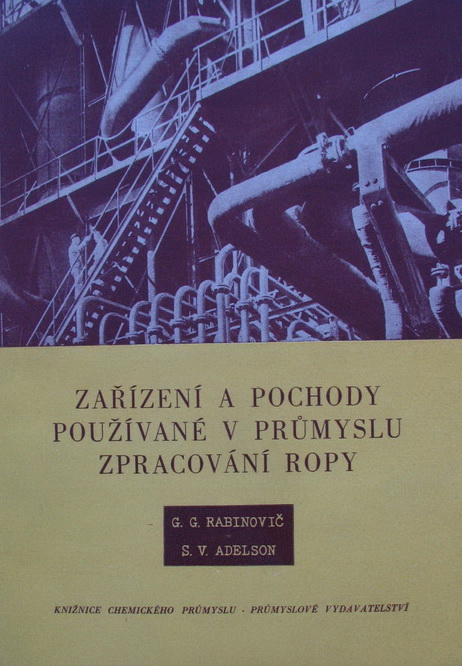 ZAŘÍZENÍ A POCHODY
POUŽÍVANÉ V PRŮMYSLU
ZPRACOVÁNÍ ROPY
G. G. RABINOVIČ
S. V. ADELSON
KNIŽNICE CHEMICKÉHO PRŮMYSLU - PRŮMYSLOVÉ VYDAVATELSTVÍ